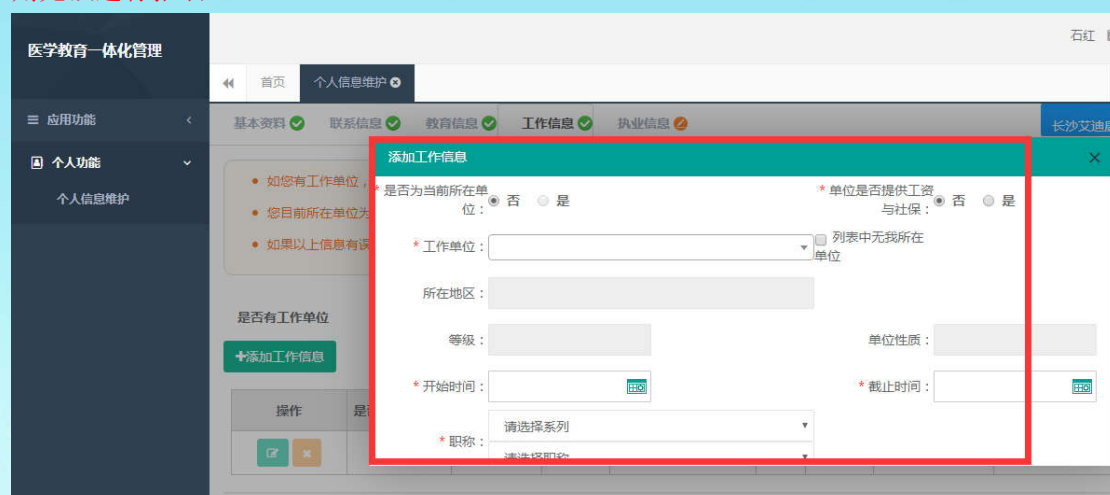 医学教育一体化管理
石红
首页 个人信息维护
应用功能
个人功能
个人信息维护
基本资料 联系信息 教育信息 工作信息 执业信息
长沙艾迪康
添加工作信息
如您有工作单位，
您目前所在单位为
如果以上信息有误
* 是否为当前所在单位： 否 是
* 单位是否提供工资与社保： 否 是
* 工作单位：
列表中无我所在单位
所在地区：
等级：
单位性质：
* 开始时间：
* 截止时间：
* 职称：
请选择系列
请选择职称
是否有工作单位
+添加工作信息
操作